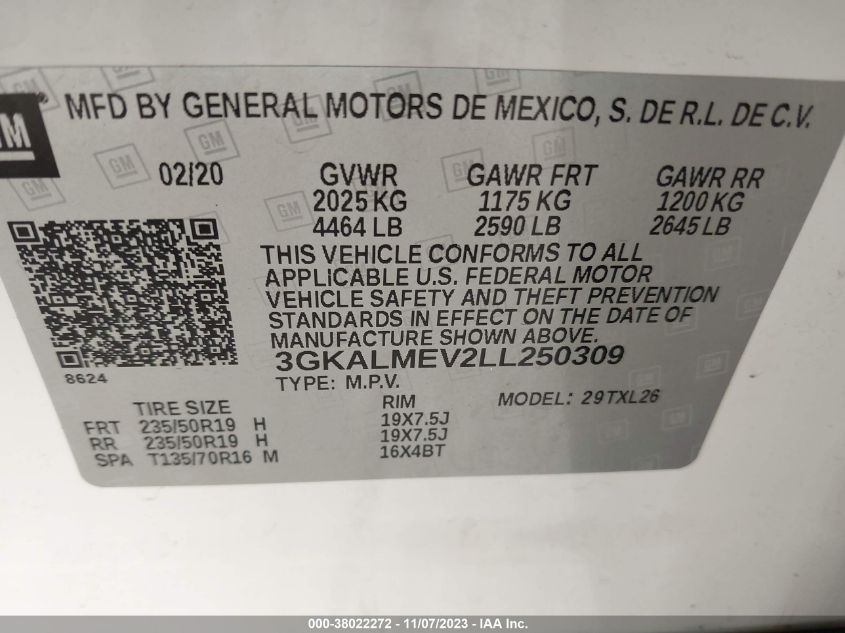 GM
MFD BY GENERAL MOTORS DE MEXICO, S. DE R.L. DE C.V.
02/20 GVWR GAWR FRT GAWR RR
2025 KG 1175 KG 1200 KG
4464 LB 2590 LB 2645 LB
THIS VEHICLE CONFORMS TO ALL
APPLICABLE U.S. FEDERAL MOTOR
VEHICLE SAFETY AND THEFT PREVENTION
STANDARDS IN EFFECT ON THE DATE OF
MANUFACTURE SHOWN ABOVE.
3GKALMEV2LL250309
8624
TYPE: M.P.V.
MODEL: 29TXL26
TIRE SIZE RIM
FRT 235/50R19 H 19X7.5J
RR 235/50R19 H 19X7.5J
SPA T135/70R16 M 16X4BT
000-38022272 - 11/07/2023 - IAA Inc.